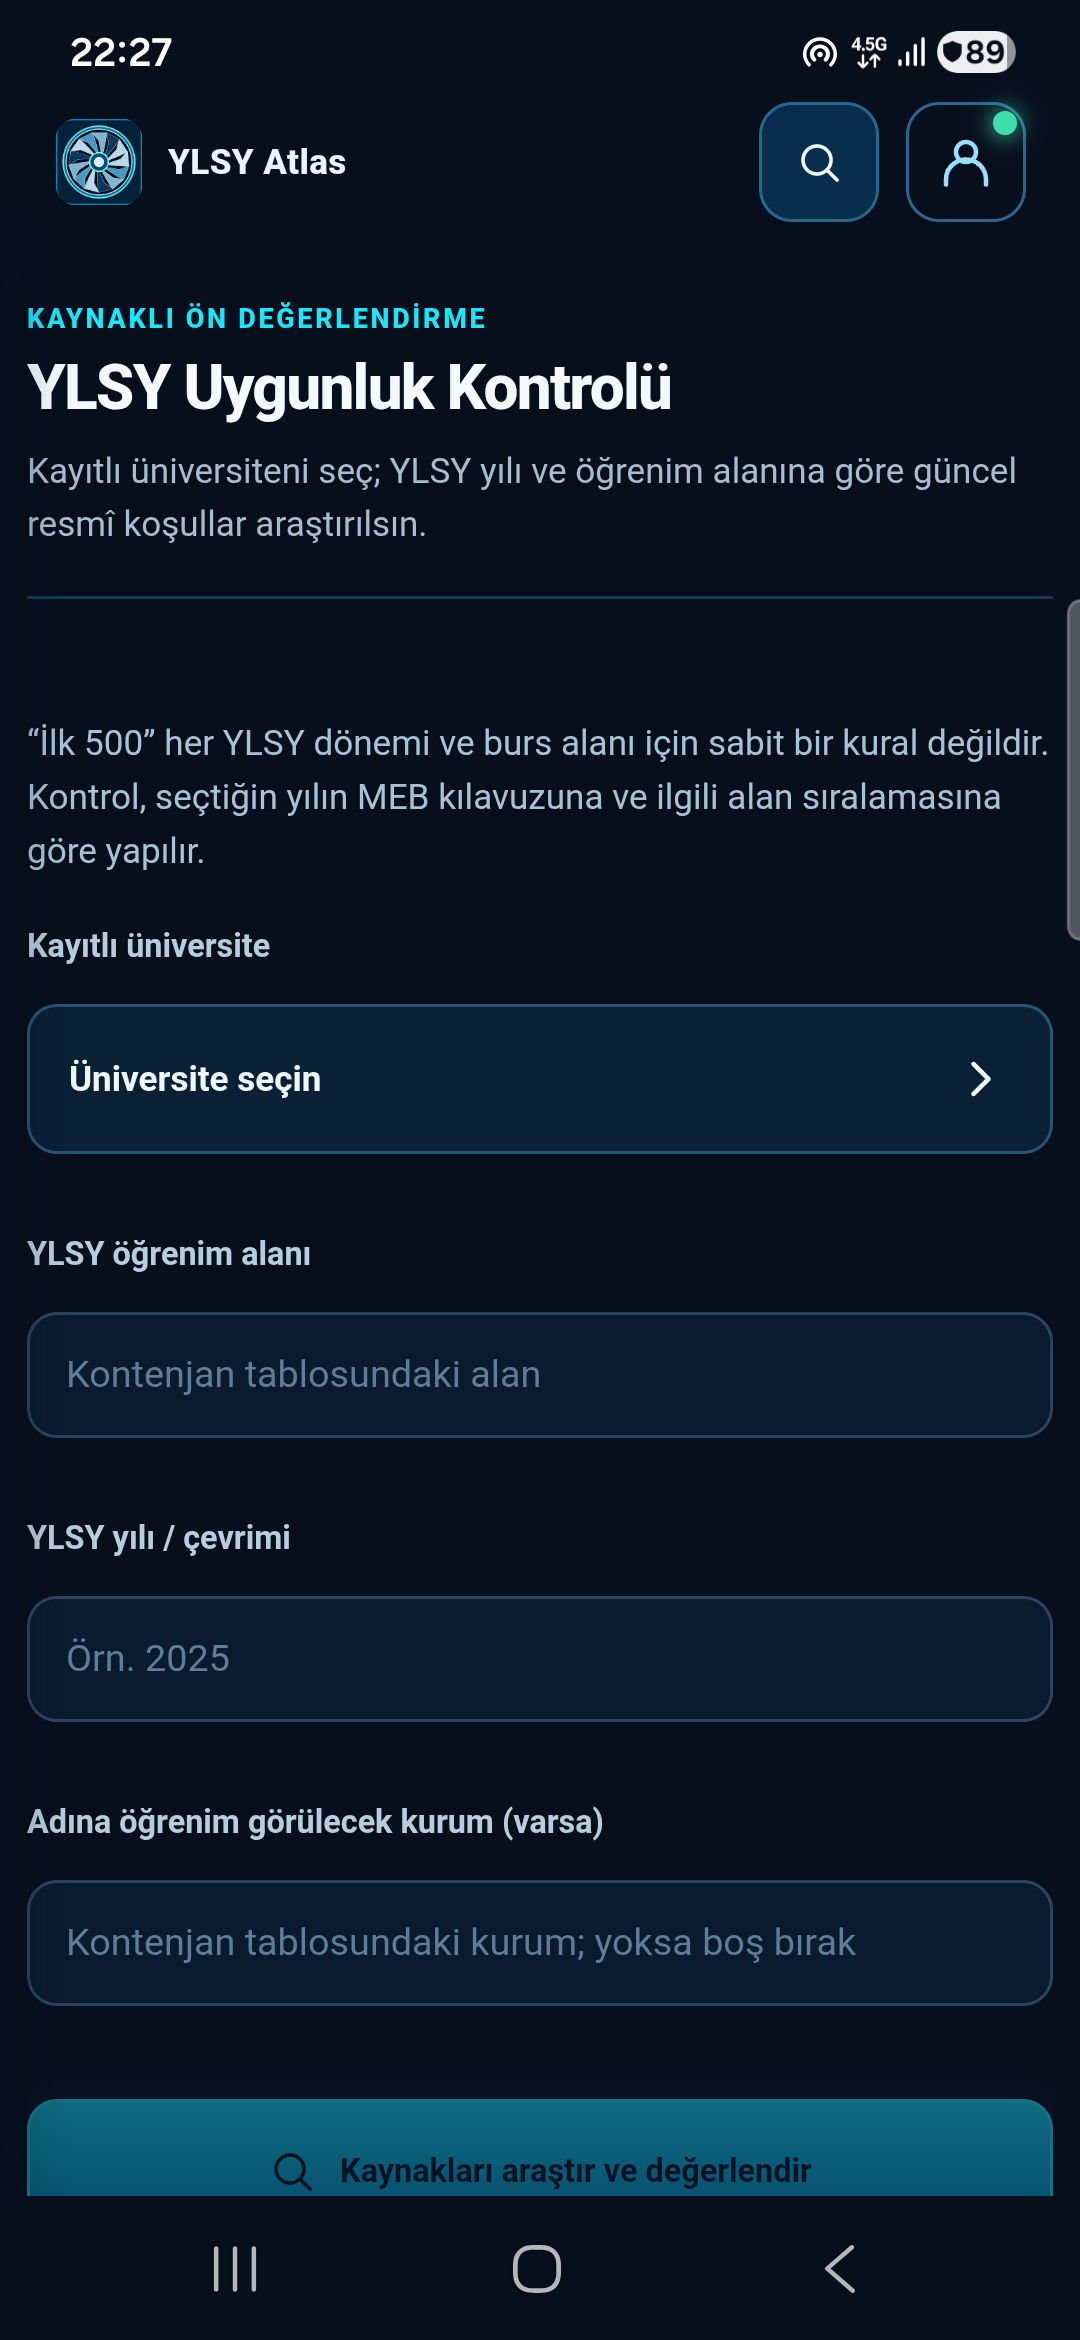 22:27
4.5G
89
YLSY Atlas
KAYNAKLI ÖN DEĞERLENDİRME
YLSY Uygunluk Kontrolü
Kayıtlı üniversiteni seç; YLSY yılı ve öğrenim alanına göre güncel
resmî koşullar araştırılsın.
“İlk 500” her YLSY dönemi ve burs alanı için sabit bir kural değildir.
Kontrol, seçtiğin yılın MEB kılavuzuna ve ilgili alan sıralamasına
göre yapılır.
Kayıtlı üniversite
Üniversite seçin
YLSY öğrenim alanı
Kontenjan tablosundaki alan
YLSY yılı / çevrimi
Örn. 2025
Adına öğrenim görülecek kurum (varsa)
Kontenjan tablosundaki kurum; yoksa boş bırak
Kaynakları araştır ve değerlendir